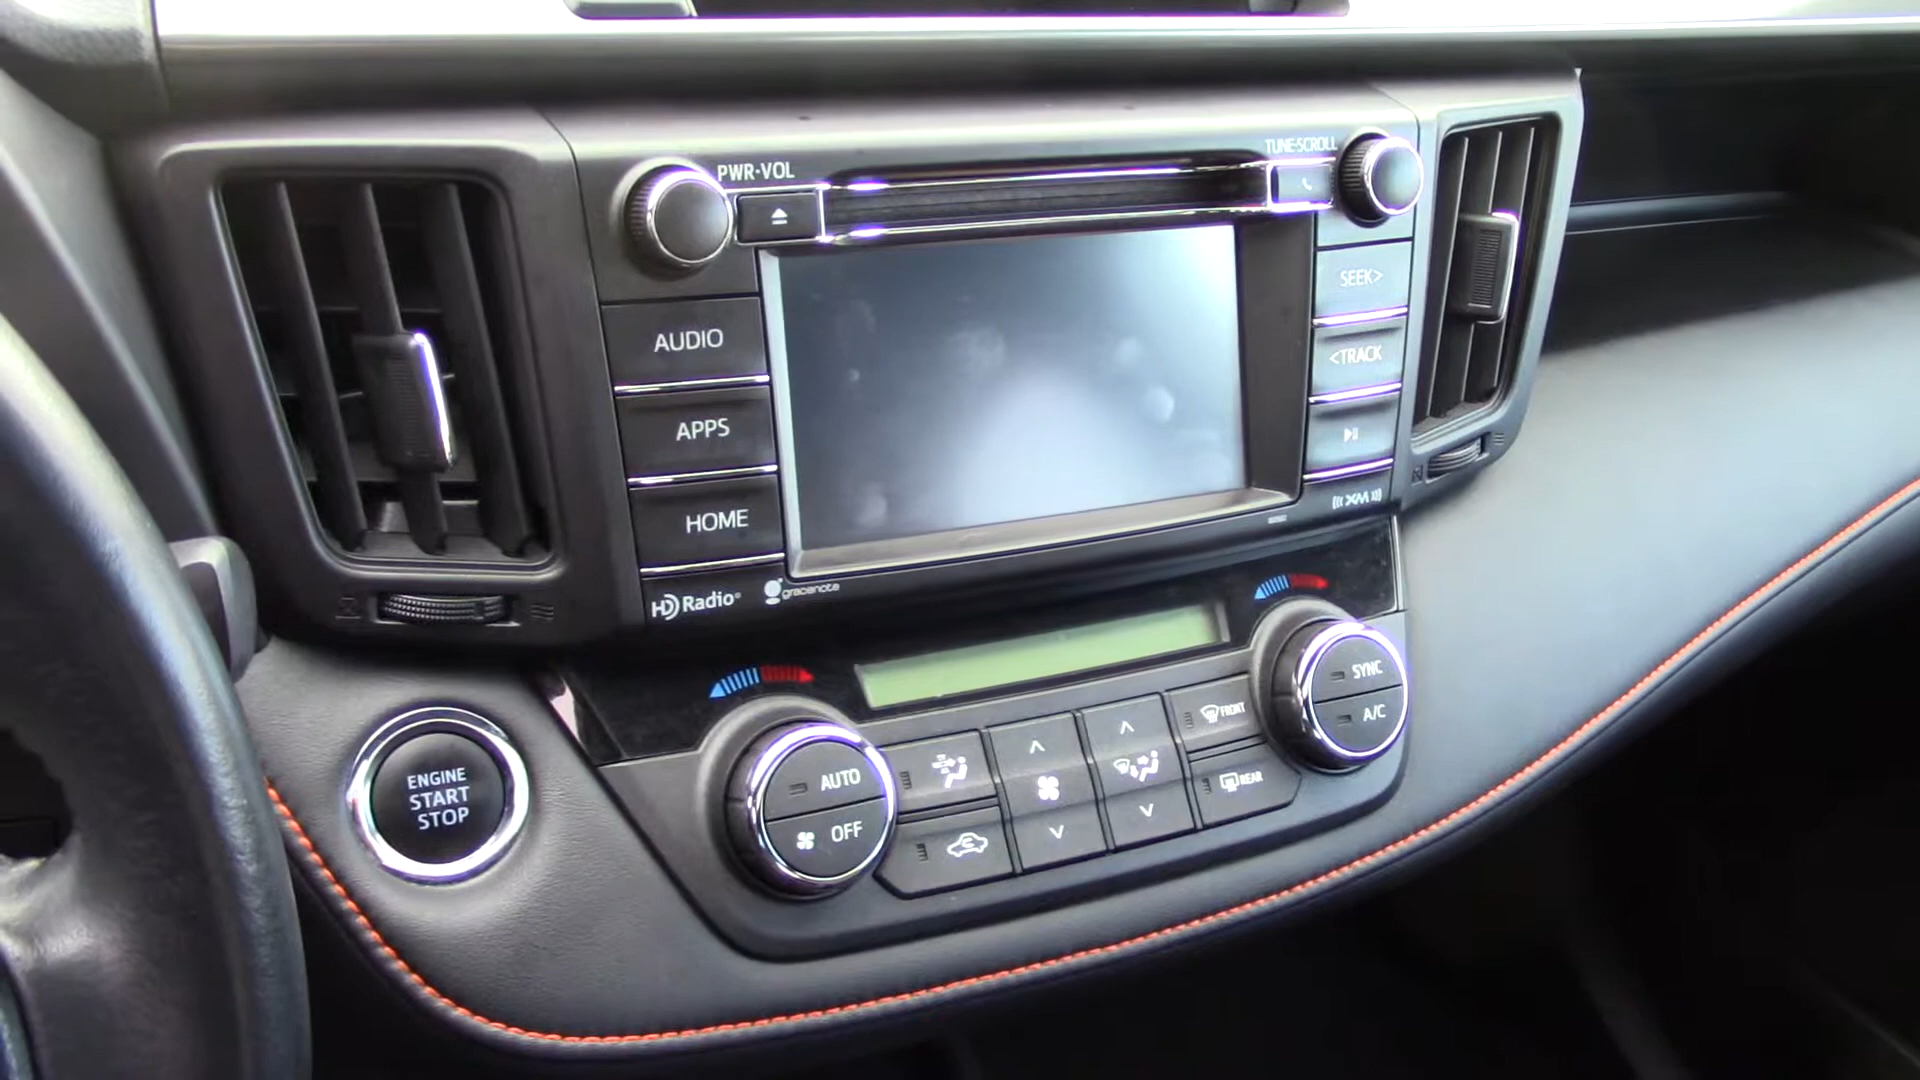 PWR•VOL
TUNE•SCROLL
AUDIO
APPS
HOME
SEEK>
<TRACK
HD Radio
gracenote
((( XM )))
ENGINE
START
STOP
AUTO
OFF
FRONT
REAR
SYNC
A/C